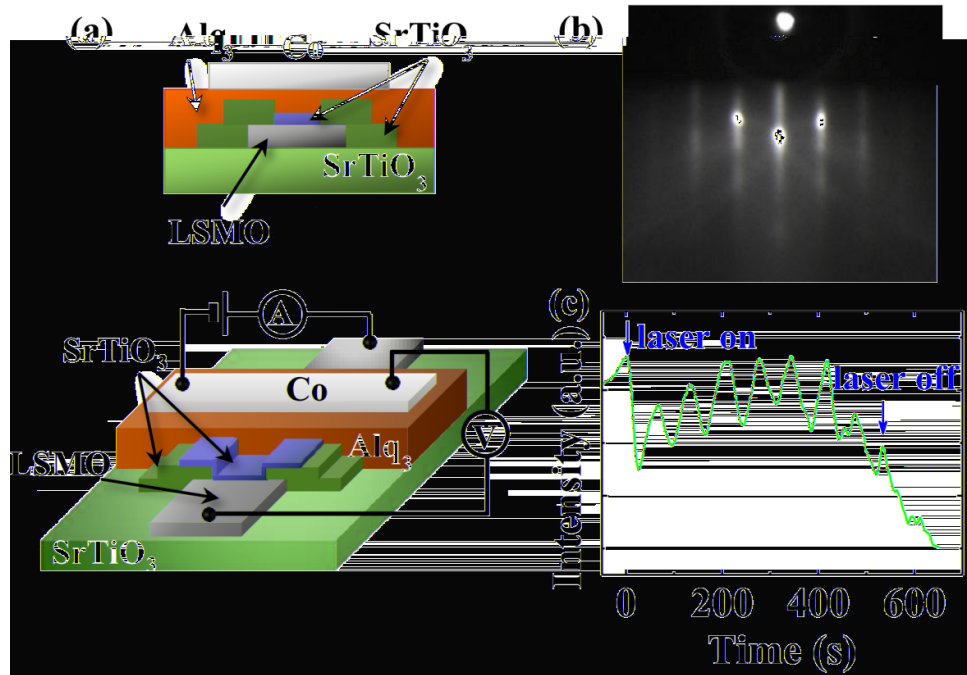 (a) Alq3 Co SrTiO3
SrTiO3
LSMO
A
SrTiO3
Co
V
Alq3
LSMO
SrTiO3
(b)
(c)
laser on
laser off
Intensity (a.u.)
0 200 400 600
Time (s)